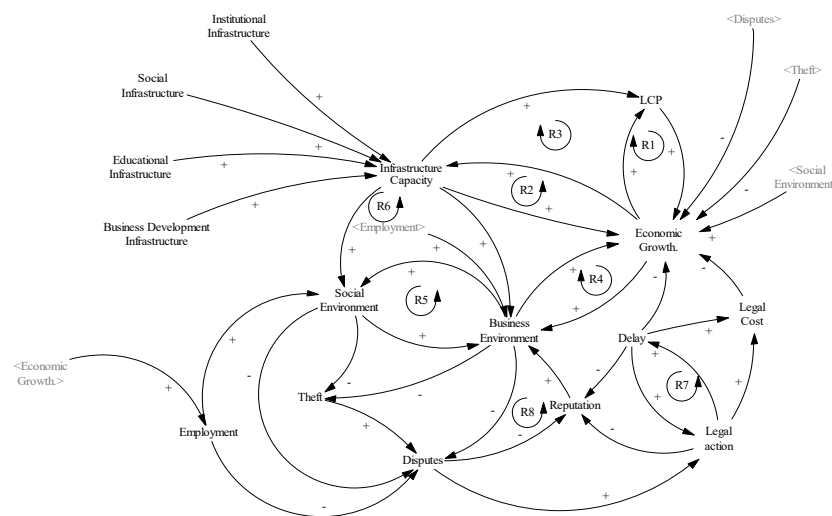 Institutional
Infrastructure
<Disputes>
<Theft>
Social
Infrastructure
LCP
+
+
R3
R1
+
+
-
-
Educational
Infrastructure
+
+
Infrastructure
Capacity
+
R2
+
+
<Social
Environment
Business Development
Infrastructure
+
R6
<Employment>
Economic
Growth.
+
+
+
+
R4
-
-
Social
Environment
R5
+
+
Business
Environment
+
+
Delay
+
Legal
Cost
<Economic
Growth.>
+
+
-
-
Theft
-
-
+
-
R8
+
Reputation
-
+
+
R7
+
Employment
+
Disputes
-
-
Legal
action
-
+